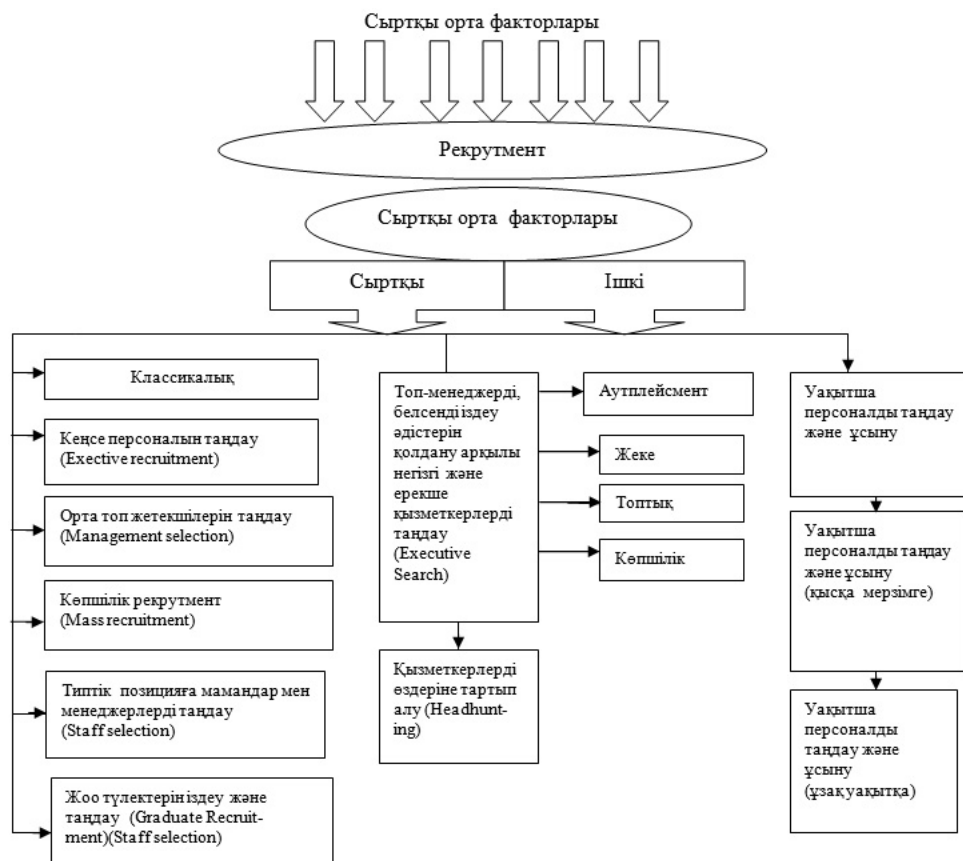 Сыртқы орта факторлары
Рекрутмент
Сыртқы орта факторлары
Сыртқы
Ішкі
Классикалық
Кеңсе персоналын таңдау
(Exective recruitment)
Орта топ жетекшілерін таңдау
(Management selection)
Көпшілік рекрутмент
(Mass recruitment)
Типтік позицияға мамандар мен
менеджерлерді таңдау
(Staff selection)
Жоо түлектерін іздеу және
таңдау (Graduate Recruit-
ment)(Staff selection)
Топ-менеджерді,
белсенді іздеу
әдістерін
қолдану арқылы
негізгі және
ерекше
қызметкерлерді
таңдау
(Executive
Search)
Қызметкерлерді
өздеріне тартып
алу (Headhunt-
ing)
Аутплейсмент
Жеке
Топтық
Көпшілік
Уақытша
персоналды таңдау
және ұсыну
Уақытша
персоналды таңдау
және ұсыну
(қысқа мерзімге)
Уақытша
персоналды
таңдау және
ұсыну
(ұзақ уақытқа)